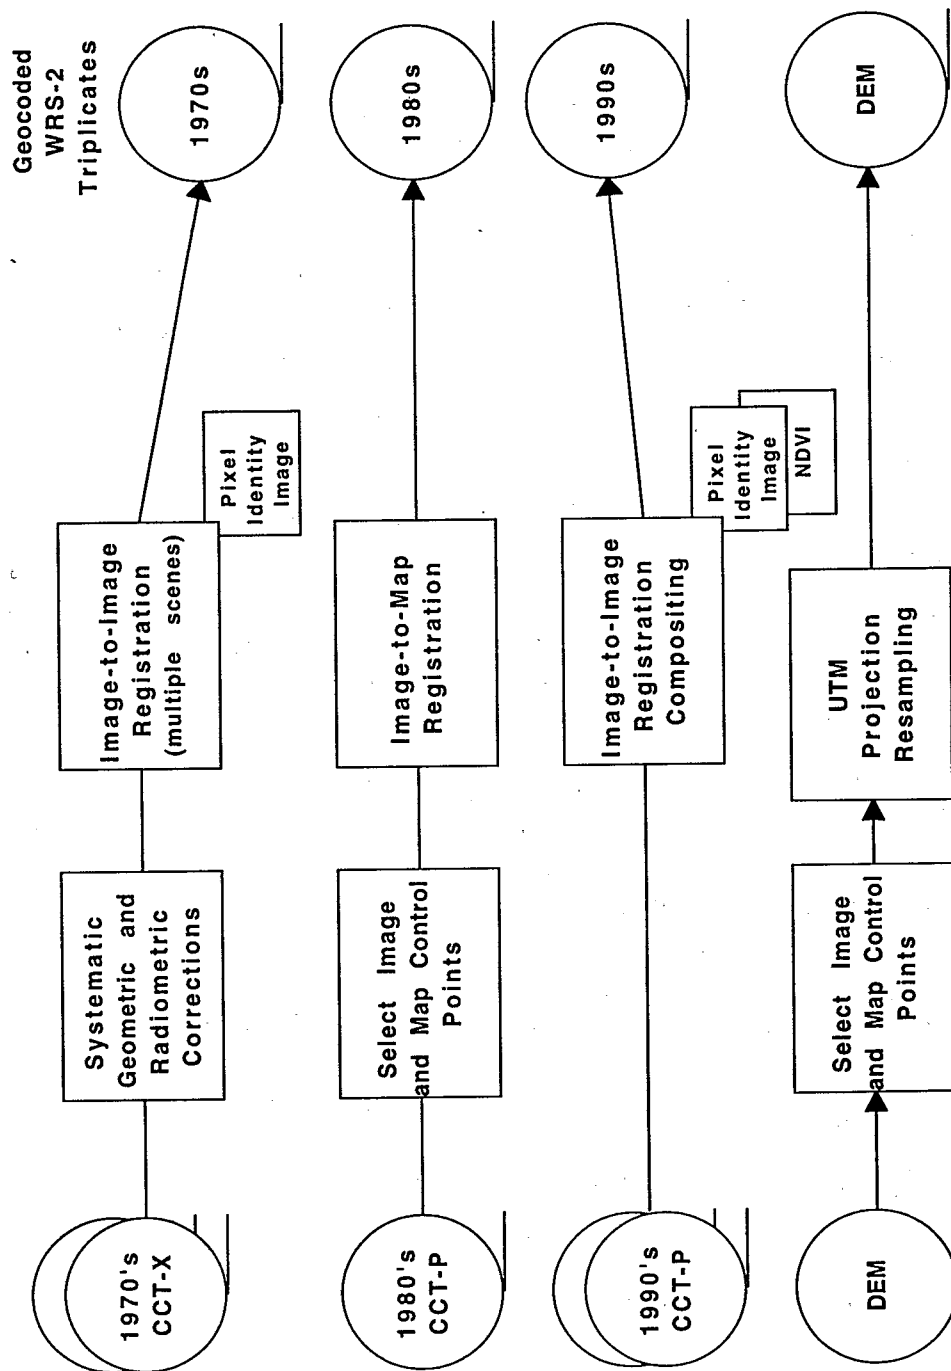 Geocoded
WRS-2
Triplicates
1970's
CCT-X
Systematic
Geometric and
Radiometric
Corrections
Image-to-Image
Registration
(multiple scenes)
Pixel
Identity
Image
1970s
1980's
CCT-P
Select Image
and Map Control
Points
Image-to-Map
Registration
1980s
1990's
CCT-P
Image-to-Image
Registration
Compositing
Pixel
Identity
Image
NDVI
1990s
DEM
Select Image
and Map Control
Points
UTM
Projection
Resampling
DEM